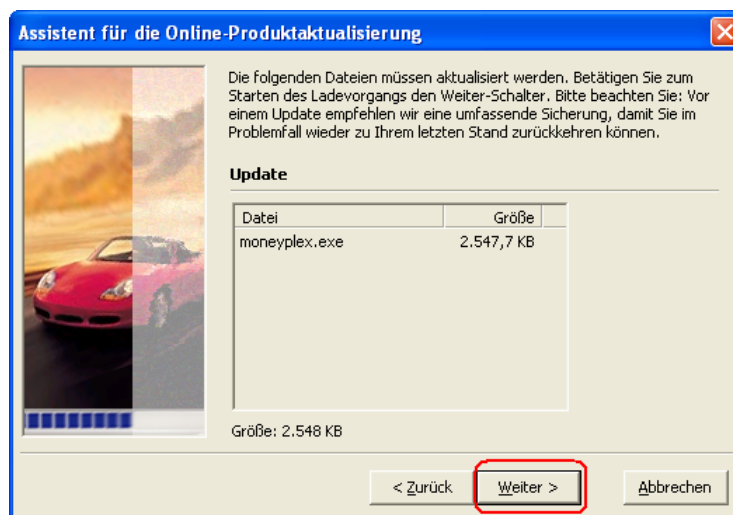 Assistent für die Online-Produktaktualisierung
Die folgenden Dateien müssen aktualisiert werden. Betätigen Sie zum
Starten des Ladevorgangs den Weiter-Schalter. Bitte beachten Sie: Vor
einem Update empfehlen wir eine umfassende Sicherung, damit Sie im
Problemfall wieder zu Ihrem letzten Stand zurückkehren können.
Update
Datei Größe
moneyplex.exe 2.547,7 KB
Größe: 2.548 KB
< Zurück Weiter > Abbrechen